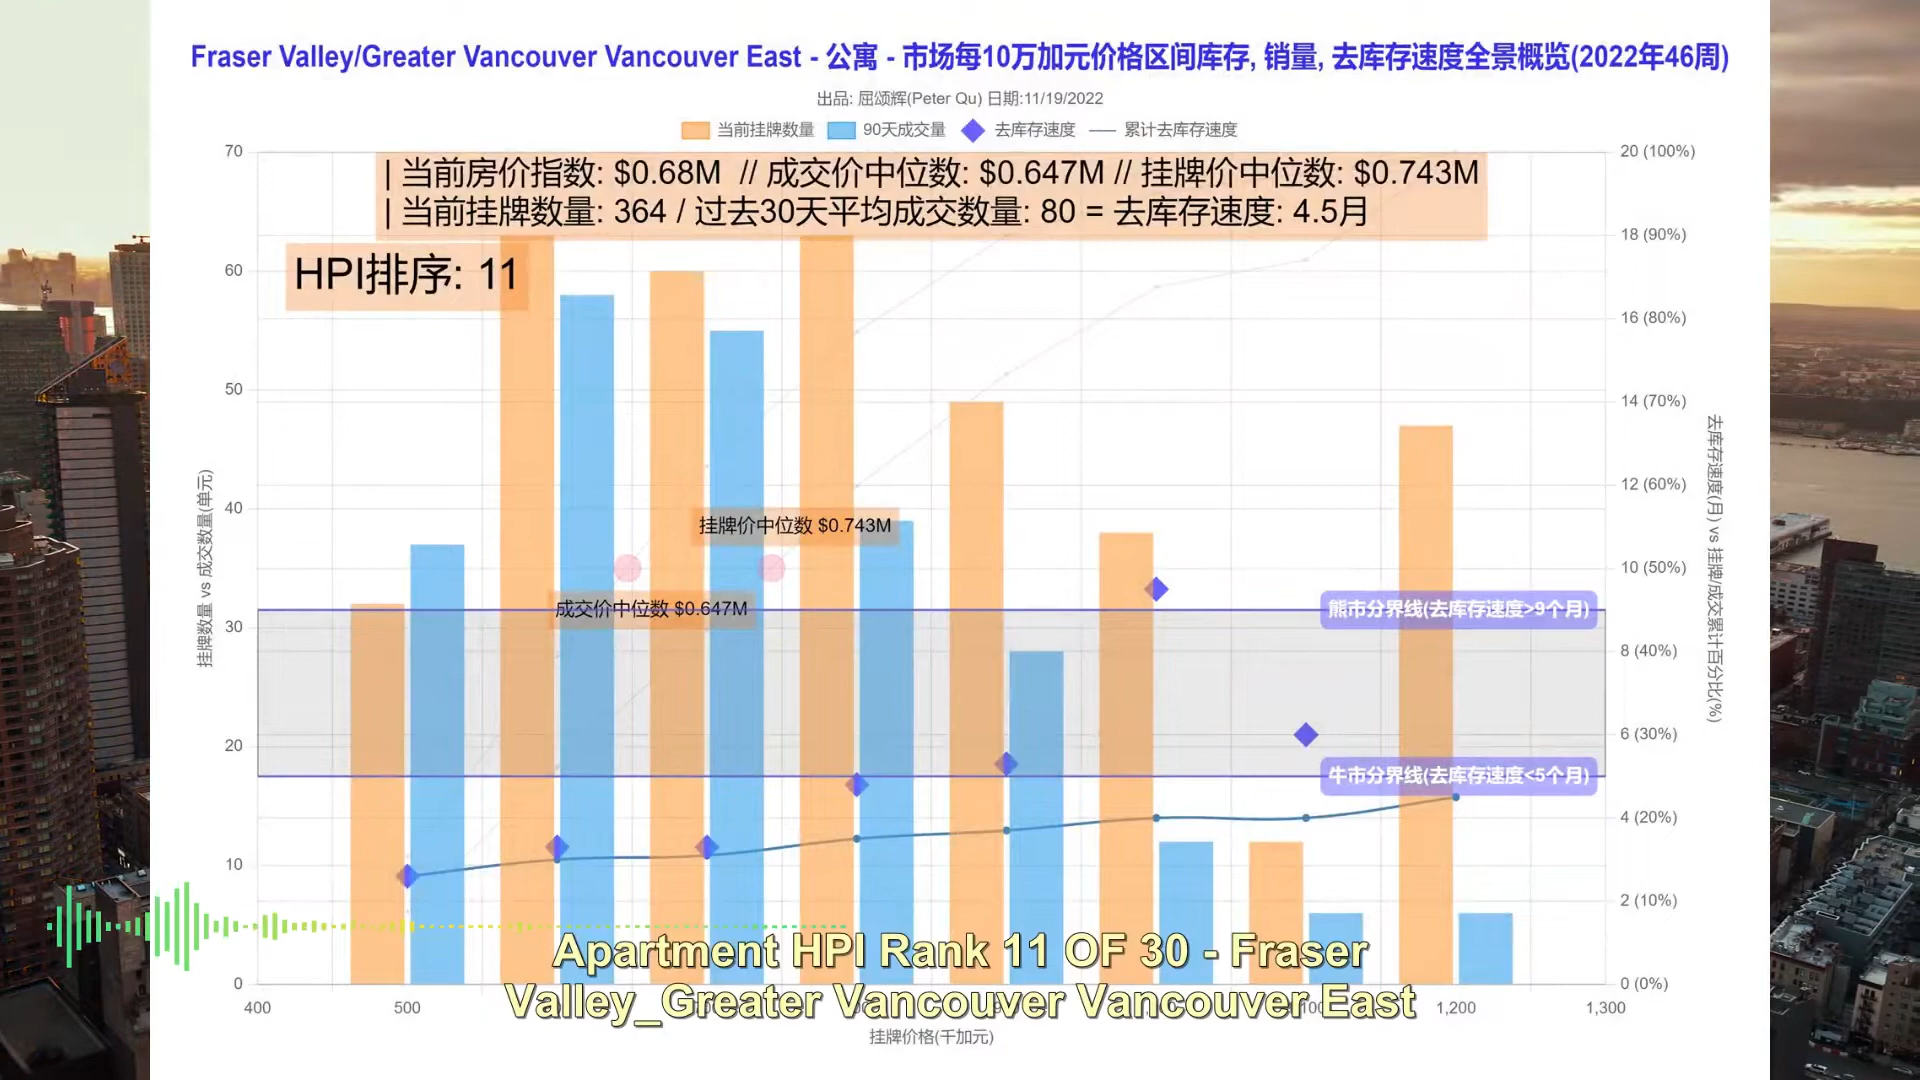 Fraser Valley/Greater Vancouver Vancouver East - 公寓 - 市场每10万加元价格区间库存, 销量, 去库存速度全景概览(2022年46周)
出品: 屈颂辉(Peter Qu) 日期:11/19/2022
当前挂牌数量 90天成交量 去库存速度 累计去库存速度
| 当前房价指数: $0.68M // 成交价中位数: $0.647M // 挂牌价中位数: $0.743M
| 当前挂牌数量: 364 / 过去30天平均成交数量: 80 = 去库存速度: 4.5月
HPI排序: 11
70
60
50
40
30
20
10
0
挂牌数量 vs 成交数量(单元)
挂牌价中位数 $0.743M
成交价中位数 $0.647M
熊市分界线(去库存速度>9个月)
牛市分界线(去库存速度<5个月)
20 (100%)
18 (90%)
16 (80%)
14 (70%)
12 (60%)
10 (50%)
8 (40%)
6 (30%)
4 (20%)
2 (10%)
0 (0%)
去库存速度(月) vs 挂牌/成交累计百分比(%)
Apartment HPI Rank 11 OF 30 - Fraser
Valley_Greater Vancouver Vancouver East
400 500 1,200 1,300
挂牌价格(千加元)